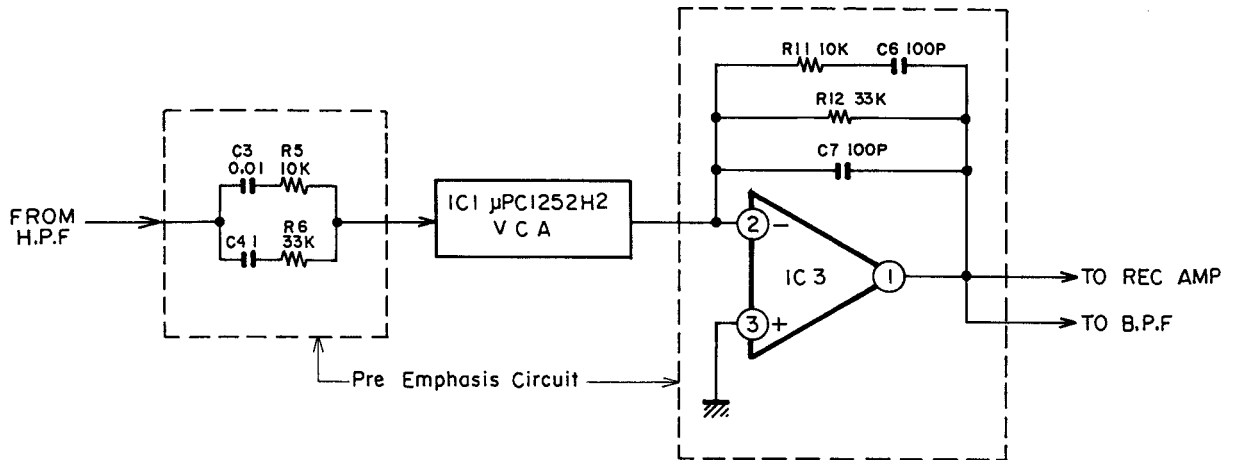 R11 10K
C6 100P
R12 33K
C7 100P
C3
0.01
R5
10K
C4 1
R6
33K
FROM
H.P.F
IC1 µPC1252H2
V C A
2
−
IC 3
1
3
+
TO REC AMP
TO B.P.F
Pre Emphasis Circuit